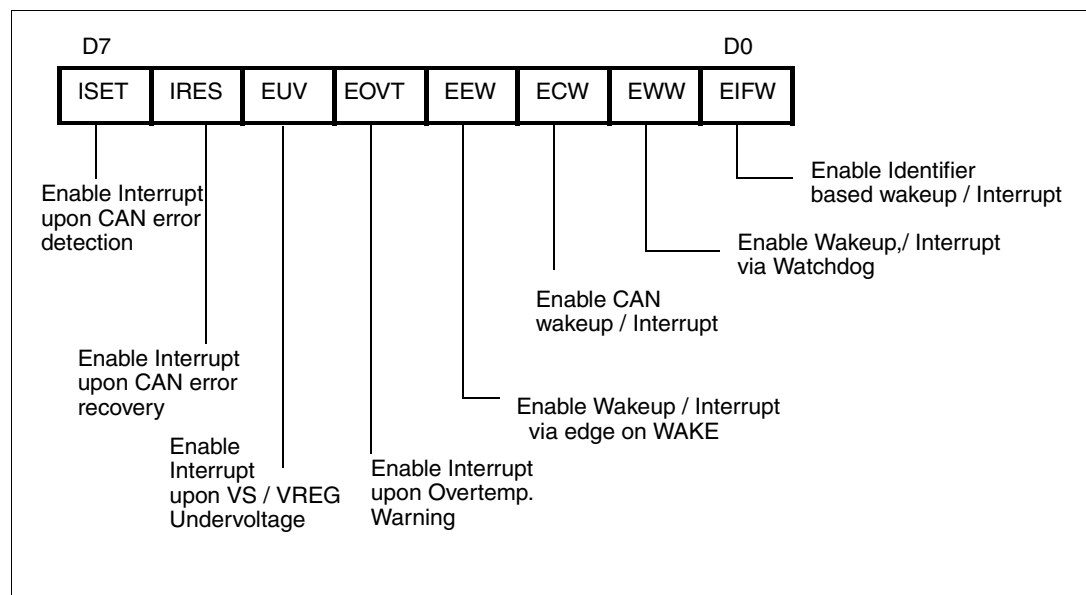 D7 D0
ISET IRES EUV EOVT EEW ECW EWW EIFW
Enable Identifier
based wakeup / Interrupt
Enable Interrupt
upon CAN error
detection
Enable Wakeup,/ Interrupt
via Watchdog
Enable CAN
wakeup / Interrupt
Enable Interrupt
upon CAN error
recovery
Enable Wakeup / Interrupt
via edge on WAKE
Enable
Interrupt
upon VS / VREG
Undervoltage
Enable Interrupt
upon Overtemp.
Warning